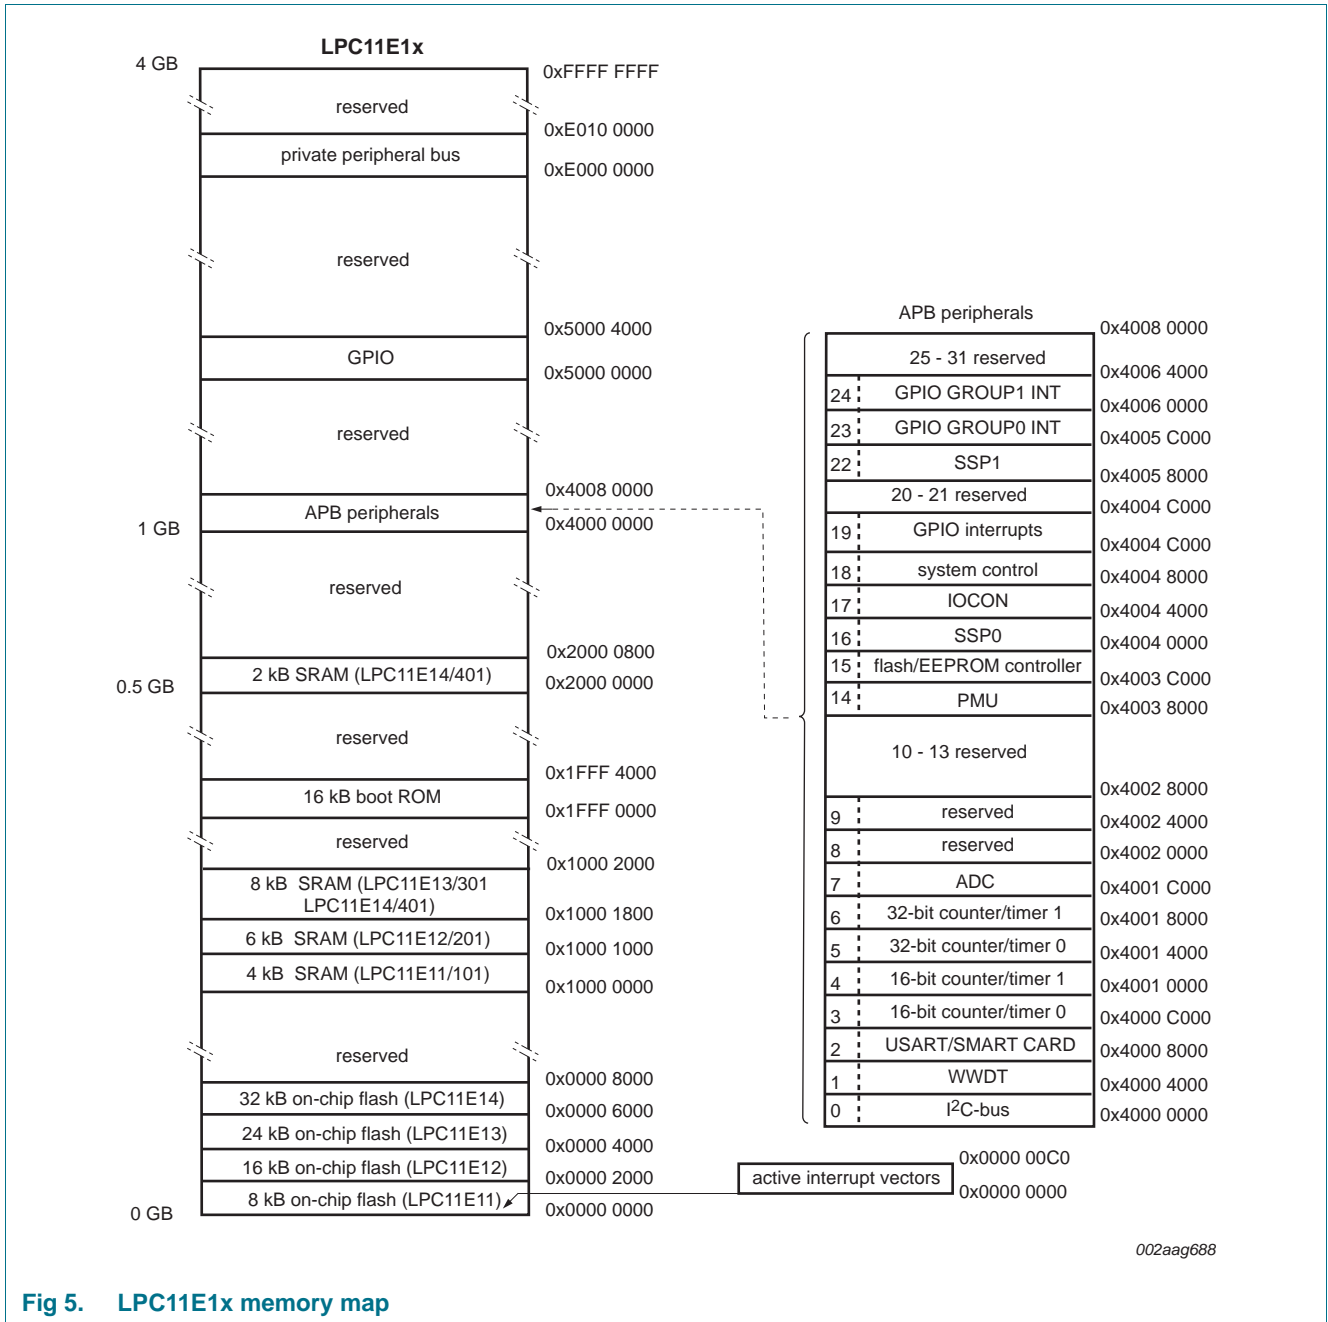 LPC11E1x
4 GB
0xFFFF FFFF
reserved
0xE010 0000
private peripheral bus
0xE000 0000
reserved
0x5000 4000
GPIO
0x5000 0000
reserved
0x4008 0000
APB peripherals
1 GB
0x4000 0000
reserved
0x2000 0800
2 kB SRAM (LPC11E14/401)
0.5 GB
0x2000 0000
reserved
0x1FFF 4000
16 kB boot ROM
0x1FFF 0000
reserved
0x1000 2000
8 kB SRAM (LPC11E13/301
LPC11E14/401)
0x1000 1800
6 kB SRAM (LPC11E12/201)
0x1000 1000
4 kB SRAM (LPC11E11/101)
0x1000 0000
reserved
0x0000 8000
32 kB on-chip flash (LPC11E14)
0x0000 6000
24 kB on-chip flash (LPC11E13)
0x0000 4000
16 kB on-chip flash (LPC11E12)
0x0000 2000
8 kB on-chip flash (LPC11E11)
0 GB
0x0000 0000
APB peripherals
0x4008 0000
25 - 31 reserved
0x4006 4000
24 GPIO GROUP1 INT
0x4006 0000
23 GPIO GROUP0 INT
0x4005 C000
22 SSP1
0x4005 8000
20 - 21 reserved
0x4004 C000
19 GPIO interrupts
0x4004 C000
18 system control
0x4004 8000
17 IOCON
0x4004 4000
16 SSP0
0x4004 0000
15 flash/EEPROM controller
0x4003 C000
14 PMU
0x4003 8000
10 - 13 reserved
0x4002 8000
9 reserved
0x4002 4000
8 reserved
0x4002 0000
7 ADC
0x4001 C000
6 32-bit counter/timer 1
0x4001 8000
5 32-bit counter/timer 0
0x4001 4000
4 16-bit counter/timer 1
0x4001 0000
3 16-bit counter/timer 0
0x4000 C000
2 USART/SMART CARD
0x4000 8000
1 WWDT
0x4000 4000
0 I2C-bus
0x4000 0000
0x0000 00C0
active interrupt vectors
0x0000 0000
002aag688
Fig 5. LPC11E1x memory map